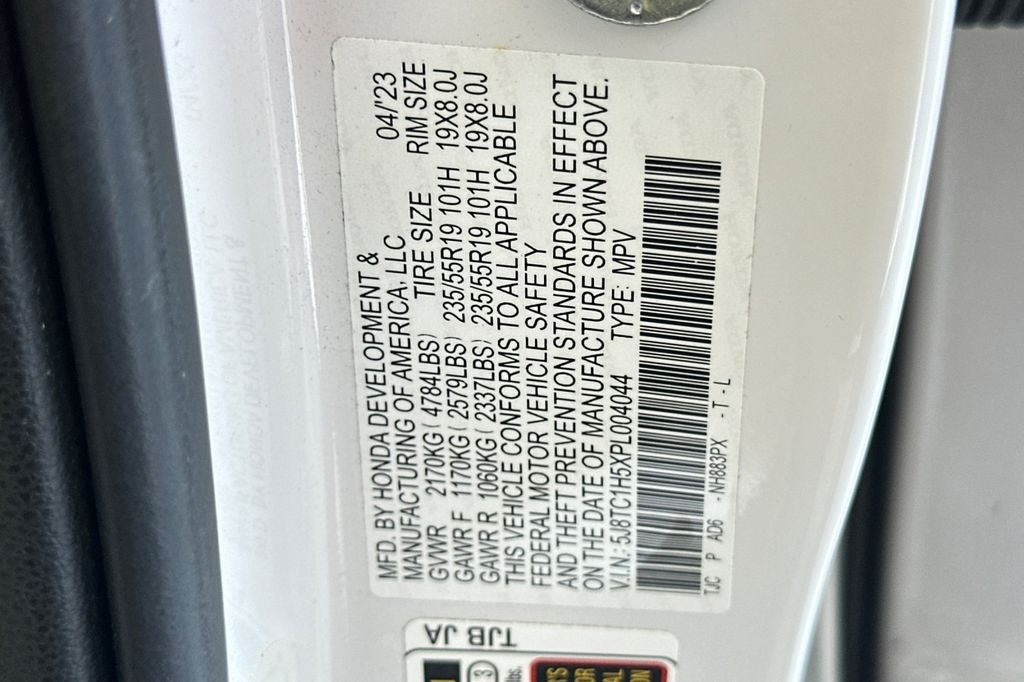 MFD. BY HONDA DEVELOPMENT & 04/'23
MANUFACTURING OF AMERICA, LLC
TIRE SIZE RIM SIZE
GVWR 2170KG ( 4784LBS)
GAWR F 1170KG ( 2579LBS) 235/55R19 101H 19X8.0J
GAWR R 1060KG ( 2337LBS) 235/55R19 101H 19X8.0J
THIS VEHICLE CONFORMS TO ALL APPLICABLE
FEDERAL MOTOR VEHICLE SAFETY
AND THEFT PREVENTION STANDARDS IN EFFECT
ON THE DATE OF MANUFACTURE SHOWN ABOVE.
V.I.N.: 5J8TC1H5XPL004044 TYPE: MPV
TJC P AD6 -NH883PX - T - L
TJB JA
3
lbs.